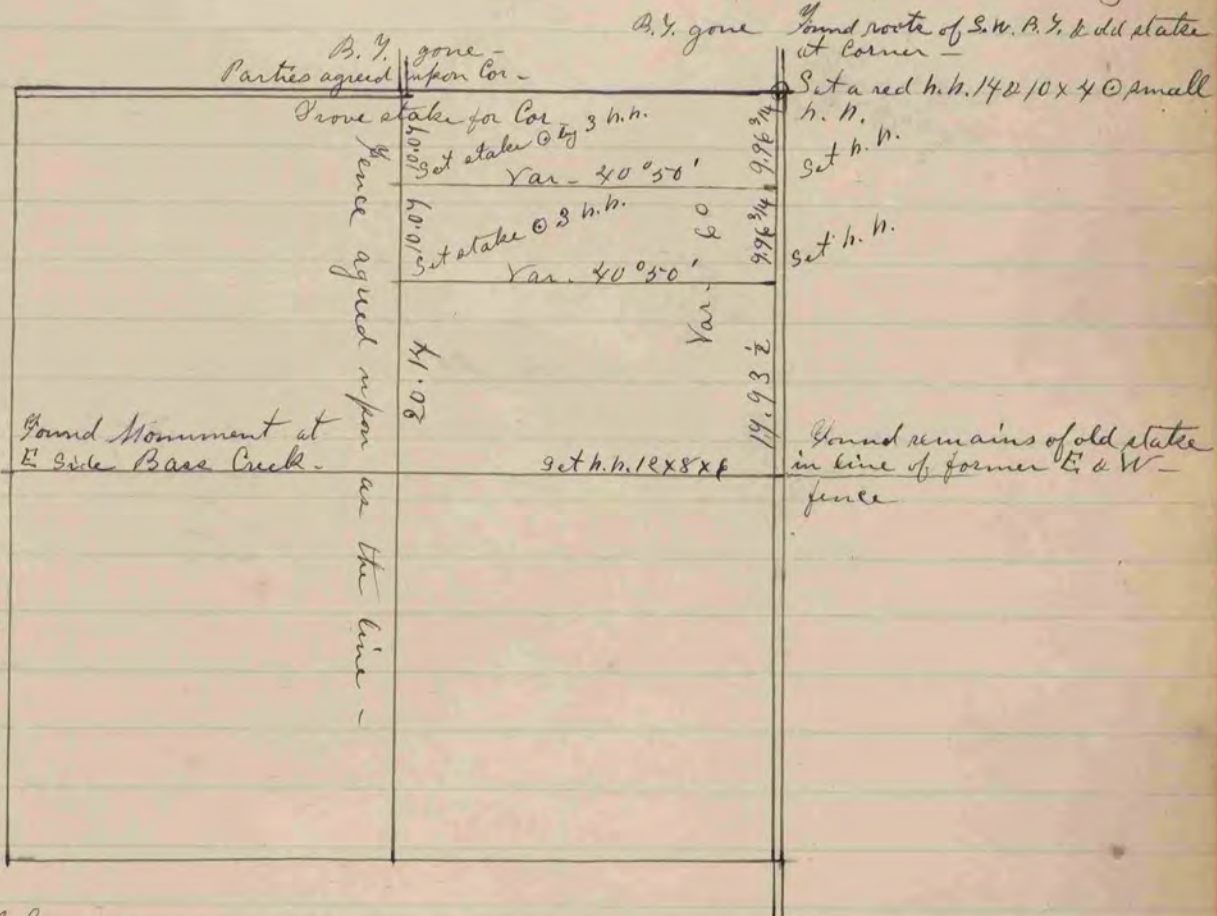 B.T. gone
B.T. gone -
Parties agreed upon Cor -
Found roots of S.W. B.T. & old stake
at Corner -
Set a red h.h. 14 & 10 x 4 ⊙ small
h. h.
Drove stake for Cor -
10.04
Set stake ⊙ by 3 h.h.
Var - 40°50'
9.96 3/4
Set h.h.
10.04
Set stake ⊙ 3 h.h.
Var. 40°50'
9.96 3/4
Set h.h.
Var - 60
20.14
19.93 1/2
Fence agreed upon as the line -
Found Monument at
E Side Bass Creek -
Set h.h. 12 x 8 x 6
Found remains of old stake
in line of former E & W -
fence